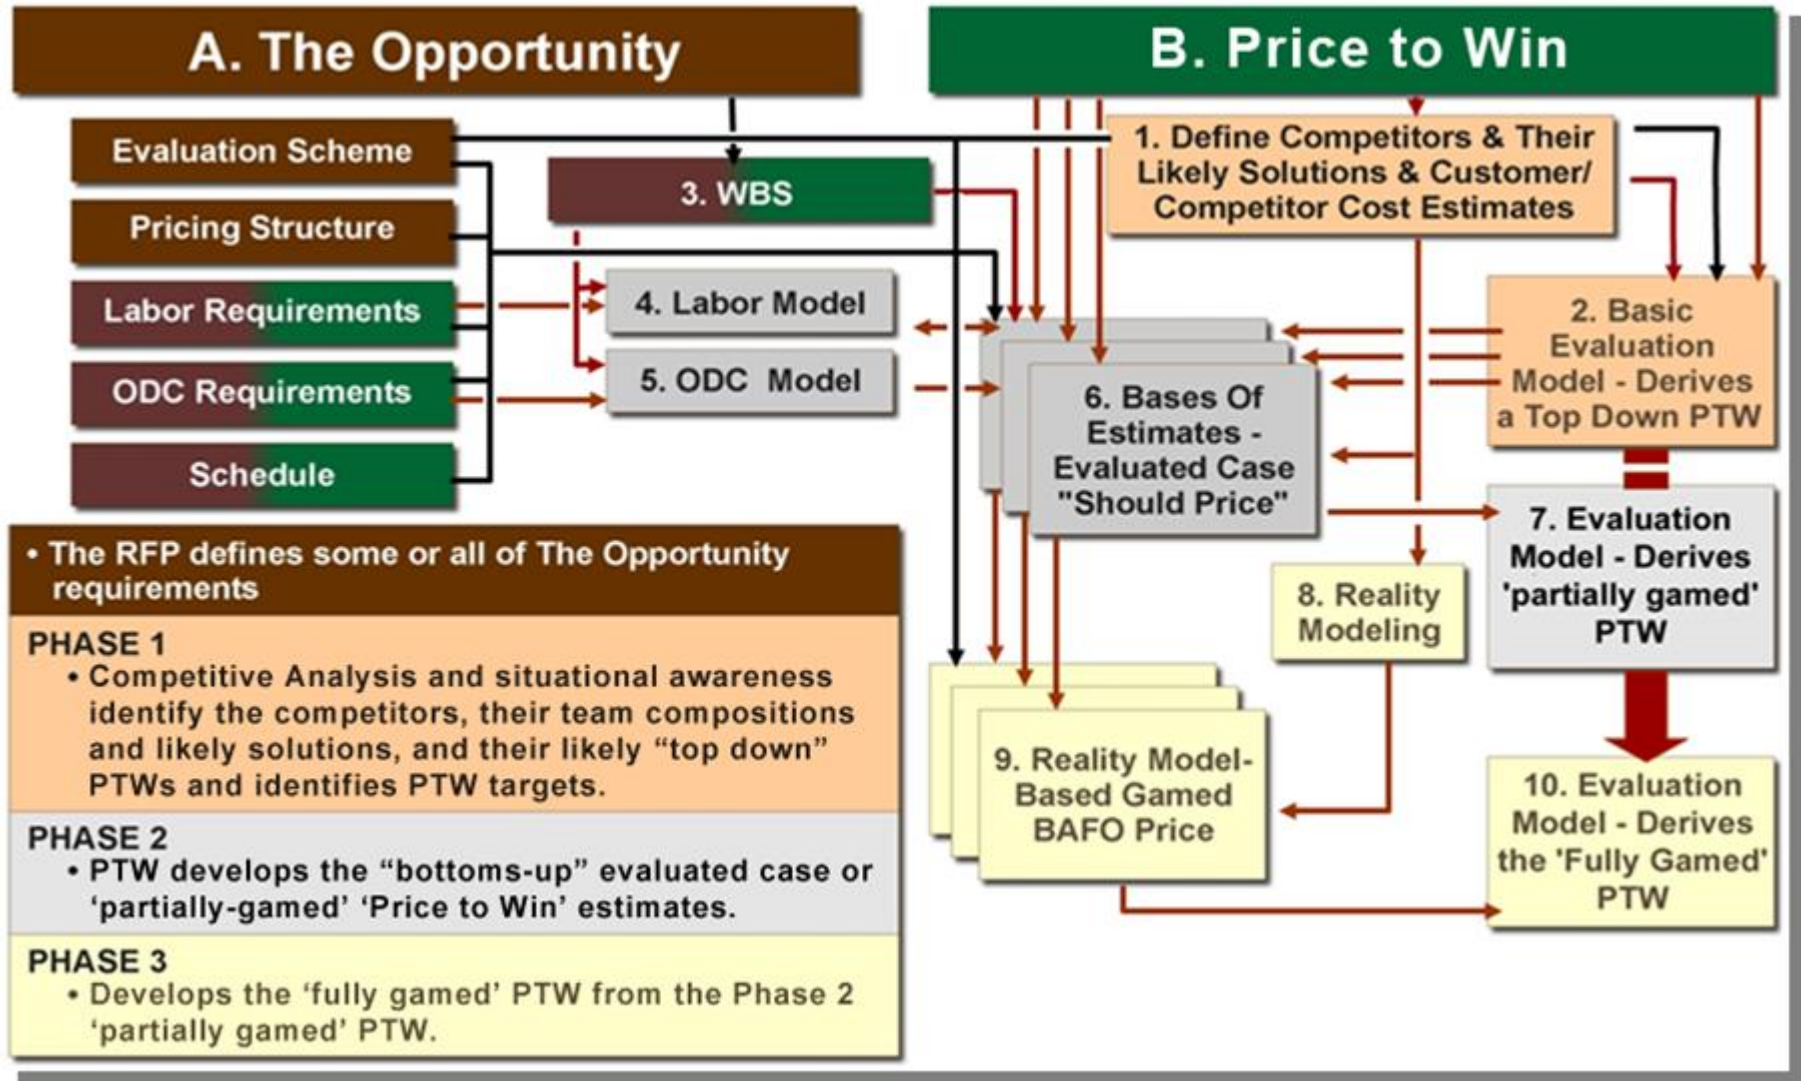 A. The Opportunity
B. Price to Win
Evaluation Scheme
Pricing Structure
Labor Requirements
ODC Requirements
Schedule
3. WBS
4. Labor Model
5. ODC Model
1. Define Competitors & Their
Likely Solutions & Customer/
Competitor Cost Estimates
2. Basic
Evaluation
Model - Derives
a Top Down PTW
6. Bases Of
Estimates -
Evaluated Case
"Should Price"
7. Evaluation
Model - Derives
'partially gamed'
PTW
8. Reality
Modeling
9. Reality Model-
Based Gamed
BAFO Price
10. Evaluation
Model - Derives
the 'Fully Gamed'
PTW
• The RFP defines some or all of The Opportunity
requirements
PHASE 1
• Competitive Analysis and situational awareness
identify the competitors, their team compositions
and likely solutions, and their likely “top down”
PTWs and identifies PTW targets.
PHASE 2
• PTW develops the “bottoms-up” evaluated case or
‘partially-gamed’ ‘Price to Win’ estimates.
PHASE 3
• Develops the ‘fully gamed’ PTW from the Phase 2
‘partially gamed’ PTW.